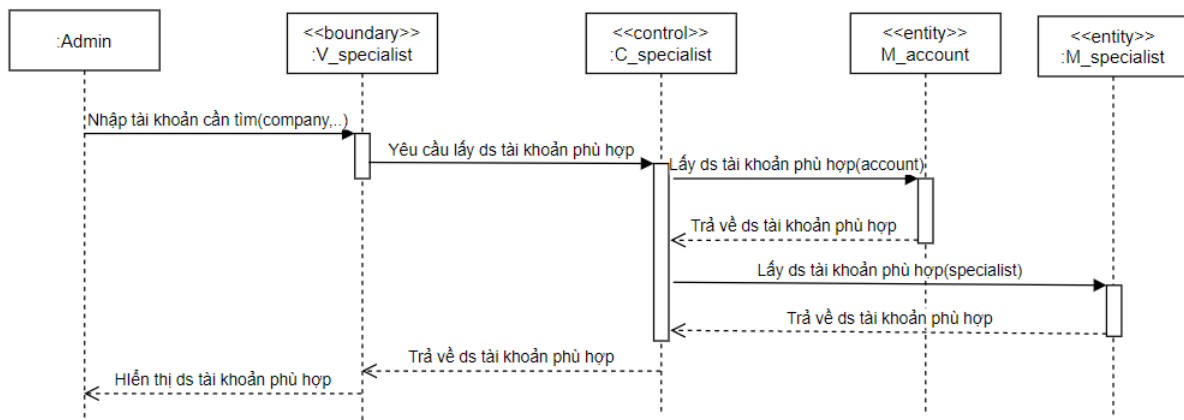 :Admin
<<boundary>>
:V_specialist
<<control>>
:C_specialist
<<entity>>
M_account
<<entity>>
:M_specialist
Nhập tài khoản cần tìm(company,..)
Yêu cầu lấy ds tài khoản phù hợp
Lấy ds tài khoản phù hợp(account)
Trả về ds tài khoản phù hợp
Lấy ds tài khoản phù hợp(specialist)
Trả về ds tài khoản phù hợp
Trả về ds tài khoản phù hợp
HIển thị ds tài khoản phù hợp